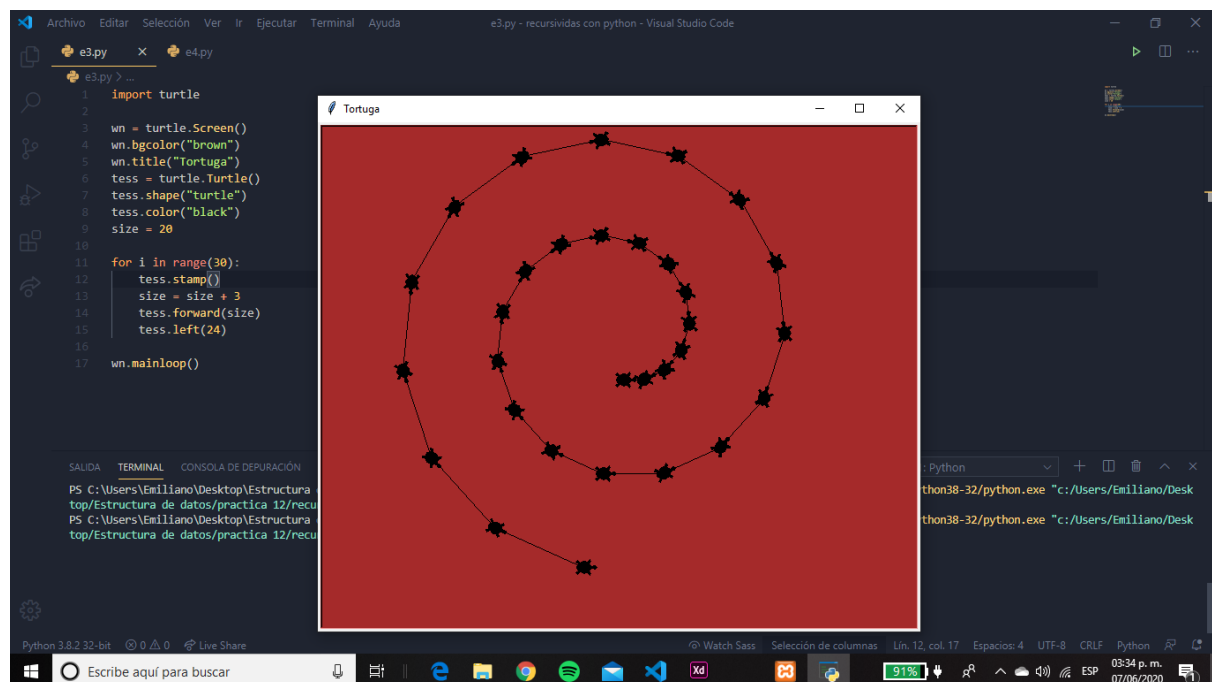 Archivo Editar Selección Ver Ir Ejecutar Terminal Ayuda e3.py - recursividas con python - Visual Studio Code
e3.py e4.py
e3.py > ...
1 import turtle
2
3 wn = turtle.Screen()
4 wn.bgcolor("brown")
5 wn.title("Tortuga")
6 tess = turtle.Turtle()
7 tess.shape("turtle")
8 tess.color("black")
9 size = 20
10
11 for i in range(30):
12 tess.stamp()
13 size = size + 3
14 tess.forward(size)
15 tess.left(24)
16
17 wn.mainloop()
Tortuga
SALIDA TERMINAL CONSOLA DE DEPURACIÓN : Python
PS C:\Users\Emiliano\Desktop\Estructura thon38-32/python.exe "c:/Users/Emiliano/Desk
top/Estructura de datos/practica 12/recu
PS C:\Users\Emiliano\Desktop\Estructura thon38-32/python.exe "c:/Users/Emiliano/Desk
top/Estructura de datos/practica 12/recu
Python 3.8.2 32-bit 0 0 Live Share Watch Sass Selección de columnas Lín. 12, col. 17 Espacios: 4 UTF-8 CRLF Python
Escribe aquí para buscar Xd 91% ESP 03:34 p. m.
07/06/2020